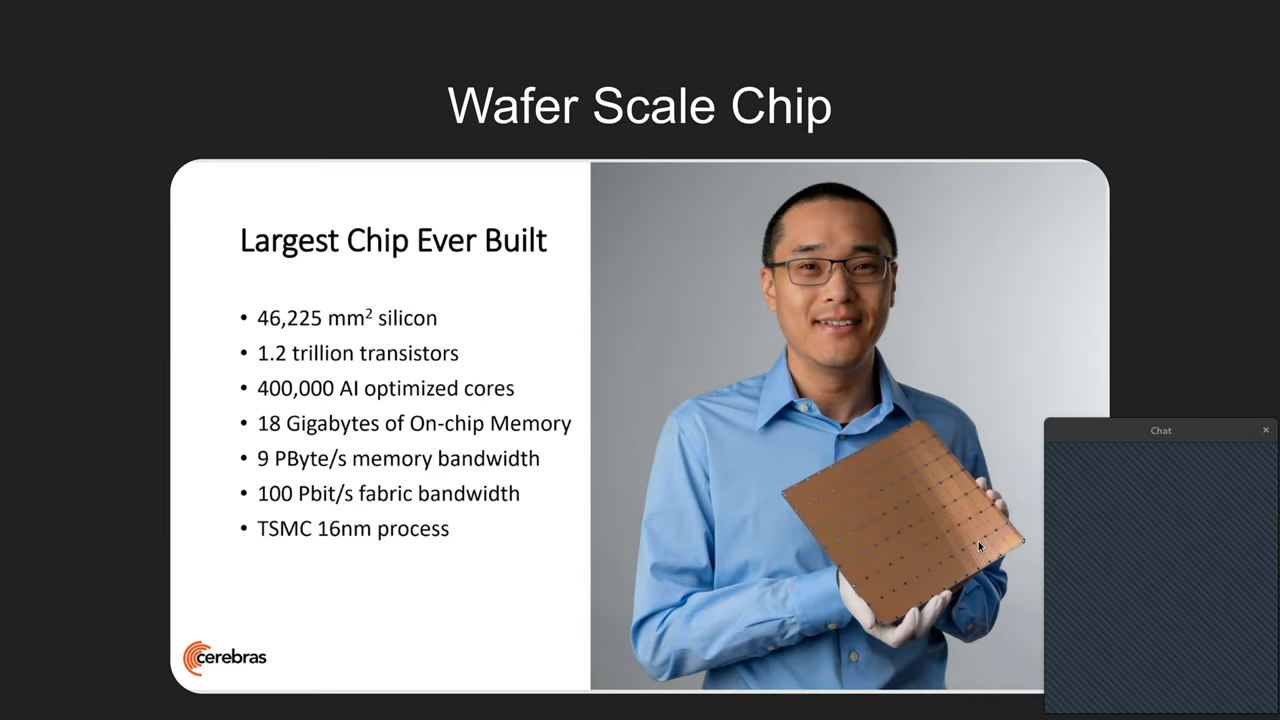 Wafer Scale Chip
Largest Chip Ever Built
• 46,225 mm² silicon
• 1.2 trillion transistors
• 400,000 AI optimized cores
• 18 Gigabytes of On-chip Memory
• 9 PByte/s memory bandwidth
• 100 Pbit/s fabric bandwidth
• TSMC 16nm process
cerebras
Chat